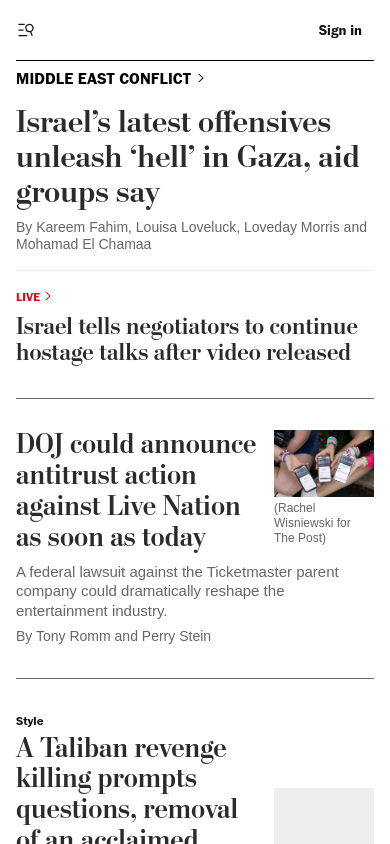 Sign in
MIDDLE EAST CONFLICT
Israel’s latest offensives
unleash ‘hell’ in Gaza, aid
groups say
By Kareem Fahim, Louisa Loveluck, Loveday Morris and
Mohamad El Chamaa
LIVE
Israel tells negotiators to continue
hostage talks after video released
DOJ could announce
antitrust action
against Live Nation
as soon as today
(Rachel
Wisniewski for
The Post)
A federal lawsuit against the Ticketmaster parent
company could dramatically reshape the
entertainment industry.
By Tony Romm and Perry Stein
Style
A Taliban revenge
killing prompts
questions, removal
of an acclaimed